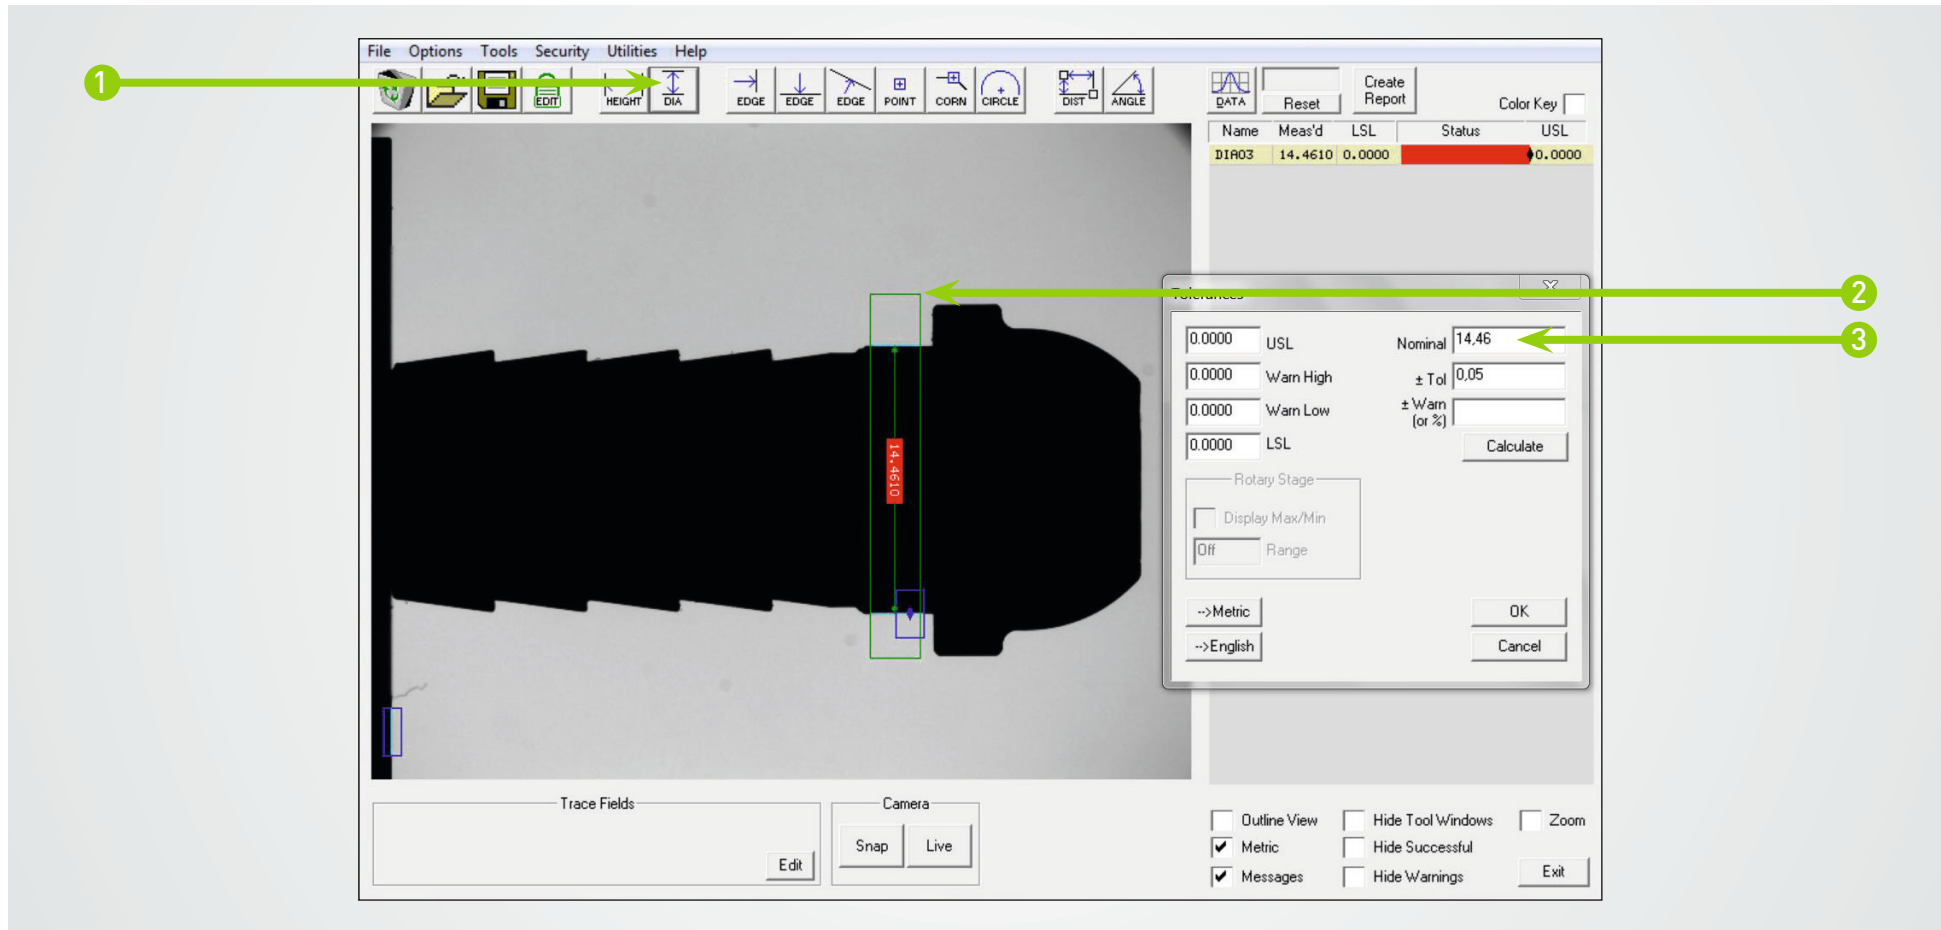 File Options Tools Security Utilities Help
1
EDIT HEIGHT DIA EDGE EDGE EDGE POINT CORN CIRCLE DIST ANGLE DATA Reset Create Report Color Key
Name Meas'd LSL Status USL
DIA03 14.4610 0.0000 0.0000
2
Tolerances
3
0.0000 USL Nominal 14,46
0.0000 Warn High ± Tol 0,05
0.0000 Warn Low ± Warn (or %)
0.0000 LSL Calculate
14.4610
Rotary Stage
Display Max/Min
Off Range
-->Metric OK
-->English Cancel
Trace Fields Camera
Edit Snap Live
Outline View Hide Tool Windows Zoom
Metric Hide Successful
Messages Hide Warnings Exit